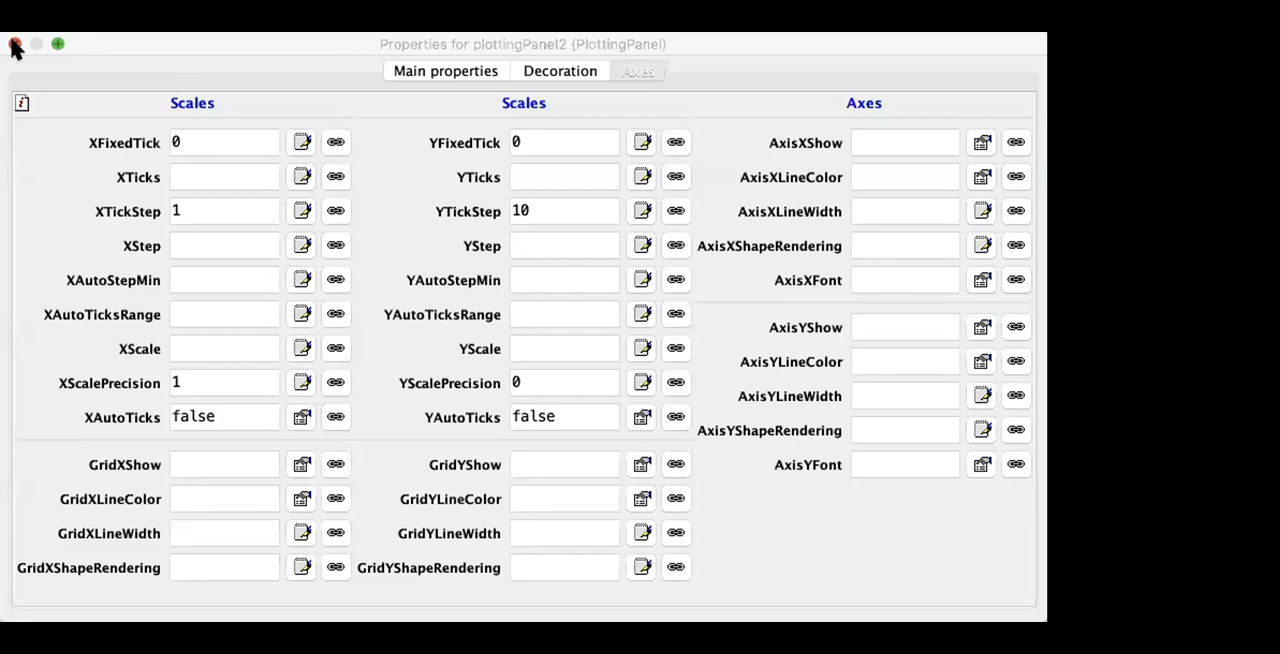 Properties for plottingPanel2 (PlottingPanel)
Main properties Decoration Axes
Scales Scales Axes
XFixedTick 0 YFixedTick 0 AxisXShow
XTicks YTicks AxisXLineColor
XTickStep 1 YTickStep 10 AxisXLineWidth
XStep YStep AxisXShapeRendering
XAutoStepMin YAutoStepMin AxisXFont
XAutoTicksRange YAutoTicksRange AxisYShow
XScale YScale AxisYLineColor
XScalePrecision 1 YScalePrecision 0 AxisYLineWidth
XAutoTicks false YAutoTicks false AxisYShapeRendering
GridXShow GridYShow AxisYFont
GridXLineColor GridYLineColor
GridXLineWidth GridYLineWidth
GridXShapeRendering GridYShapeRendering